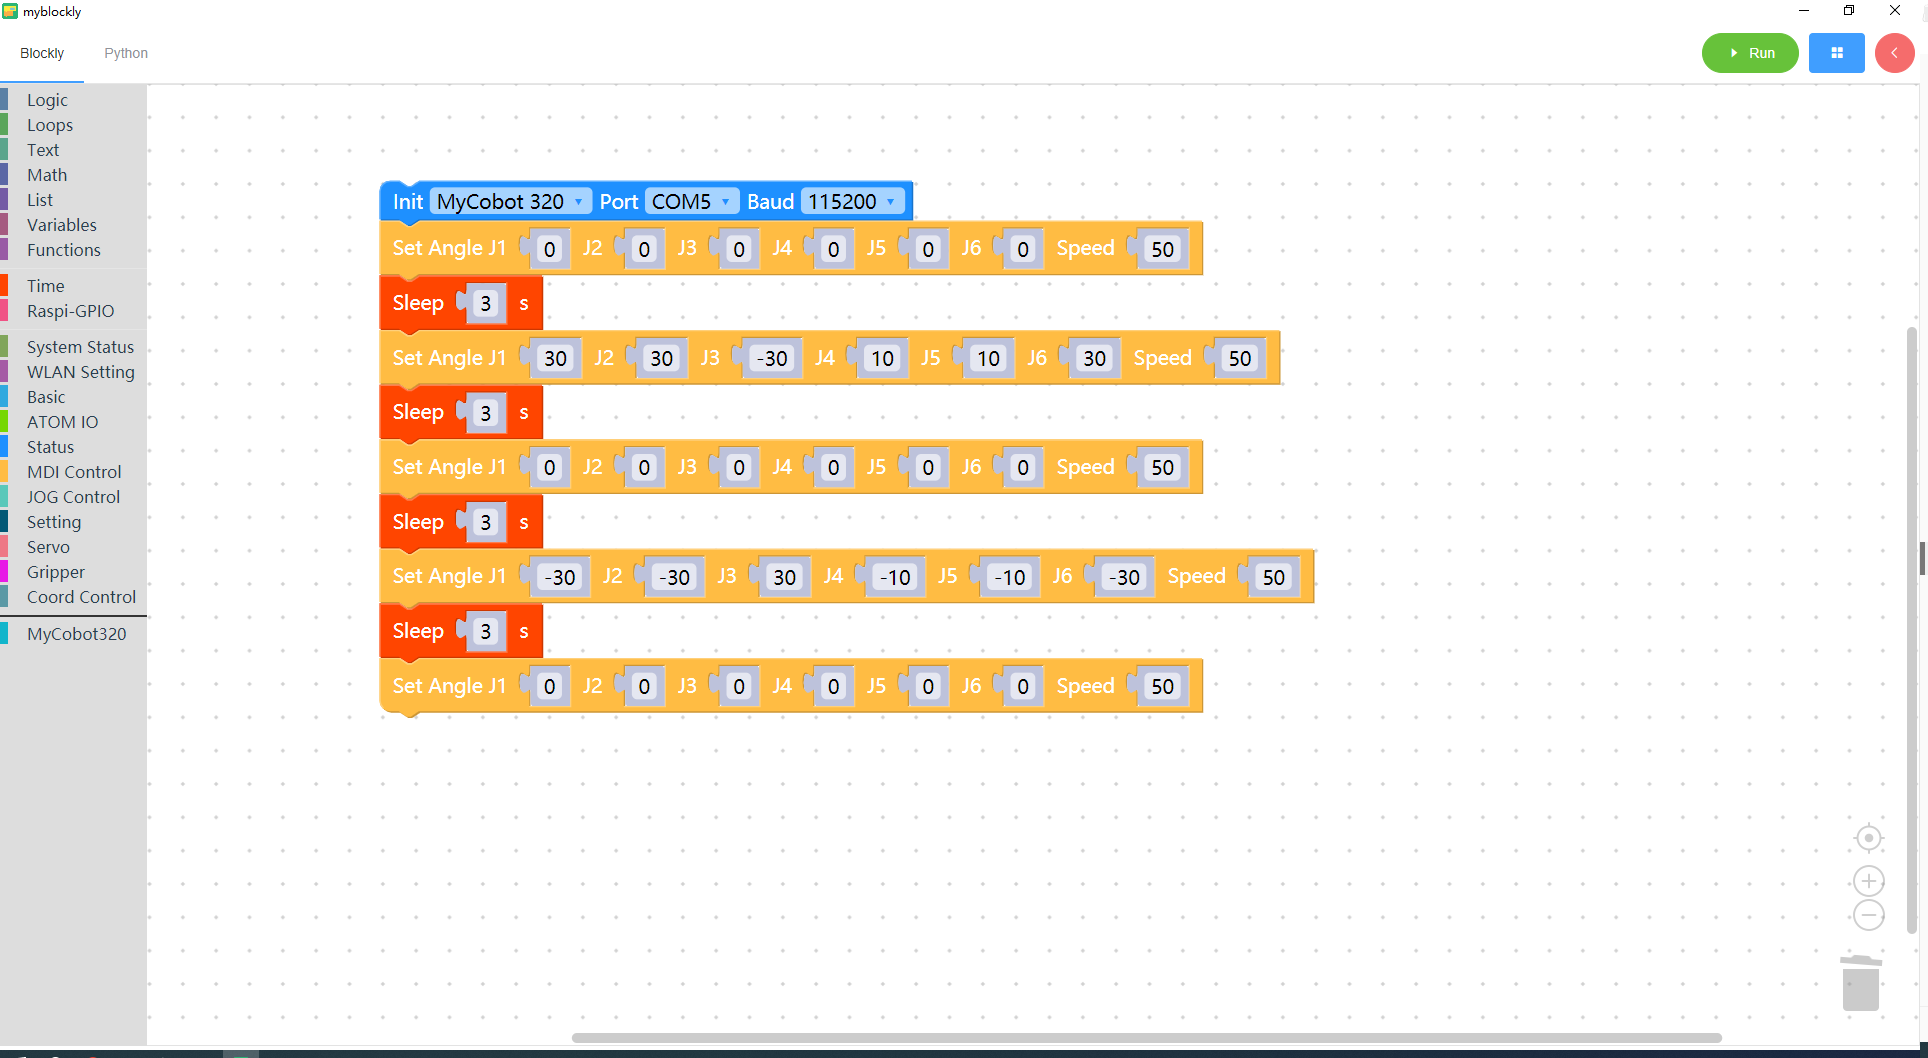 myblockly
Blockly Python Run
Logic
Loops
Text
Math
List
Variables
Functions
Time
Raspi-GPIO
System Status
WLAN Setting
Basic
ATOM IO
Status
MDI Control
JOG Control
Setting
Servo
Gripper
Coord Control
MyCobot320
Init MyCobot 320 Port COM5 Baud 115200
Set Angle J1 0 J2 0 J3 0 J4 0 J5 0 J6 0 Speed 50
Sleep 3 s
Set Angle J1 30 J2 30 J3 -30 J4 10 J5 10 J6 30 Speed 50
Sleep 3 s
Set Angle J1 0 J2 0 J3 0 J4 0 J5 0 J6 0 Speed 50
Sleep 3 s
Set Angle J1 -30 J2 -30 J3 30 J4 -10 J5 -10 J6 -30 Speed 50
Sleep 3 s
Set Angle J1 0 J2 0 J3 0 J4 0 J5 0 J6 0 Speed 50